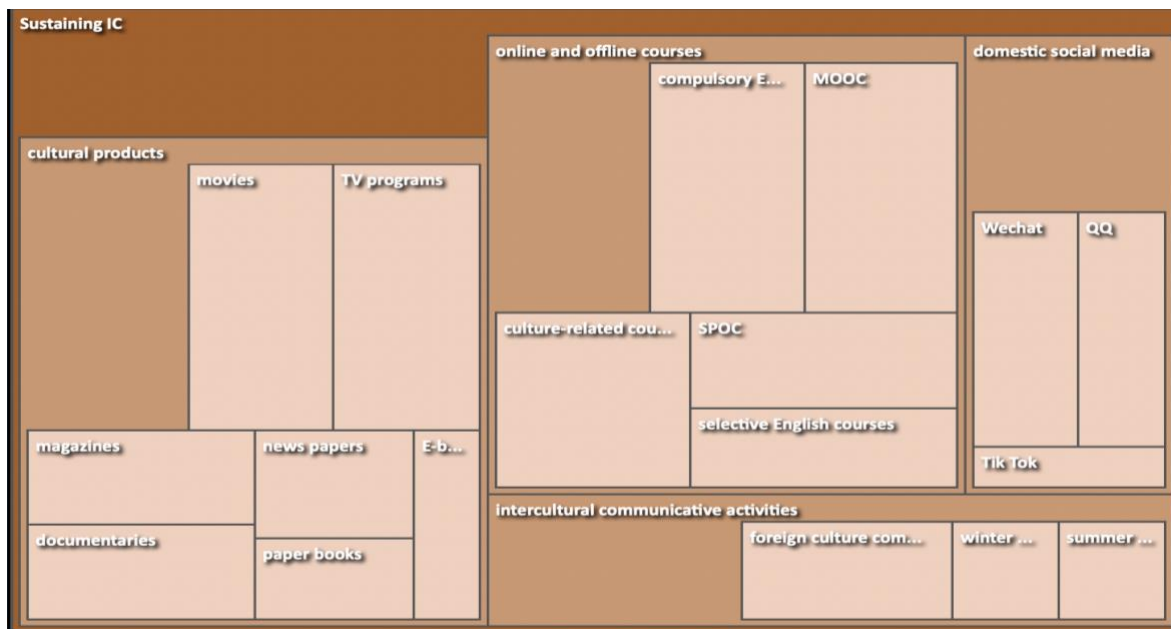 Sustaining IC
cultural products
movies
TV programs
magazines
news papers
E-b...
documentaries
paper books
online and offline courses
compulsory E...
MOOC
culture-related cou...
SPOC
selective English courses
domestic social media
Wechat
QQ
Tik Tok
intercultural communicative activities
foreign culture com...
winter ...
summer ...